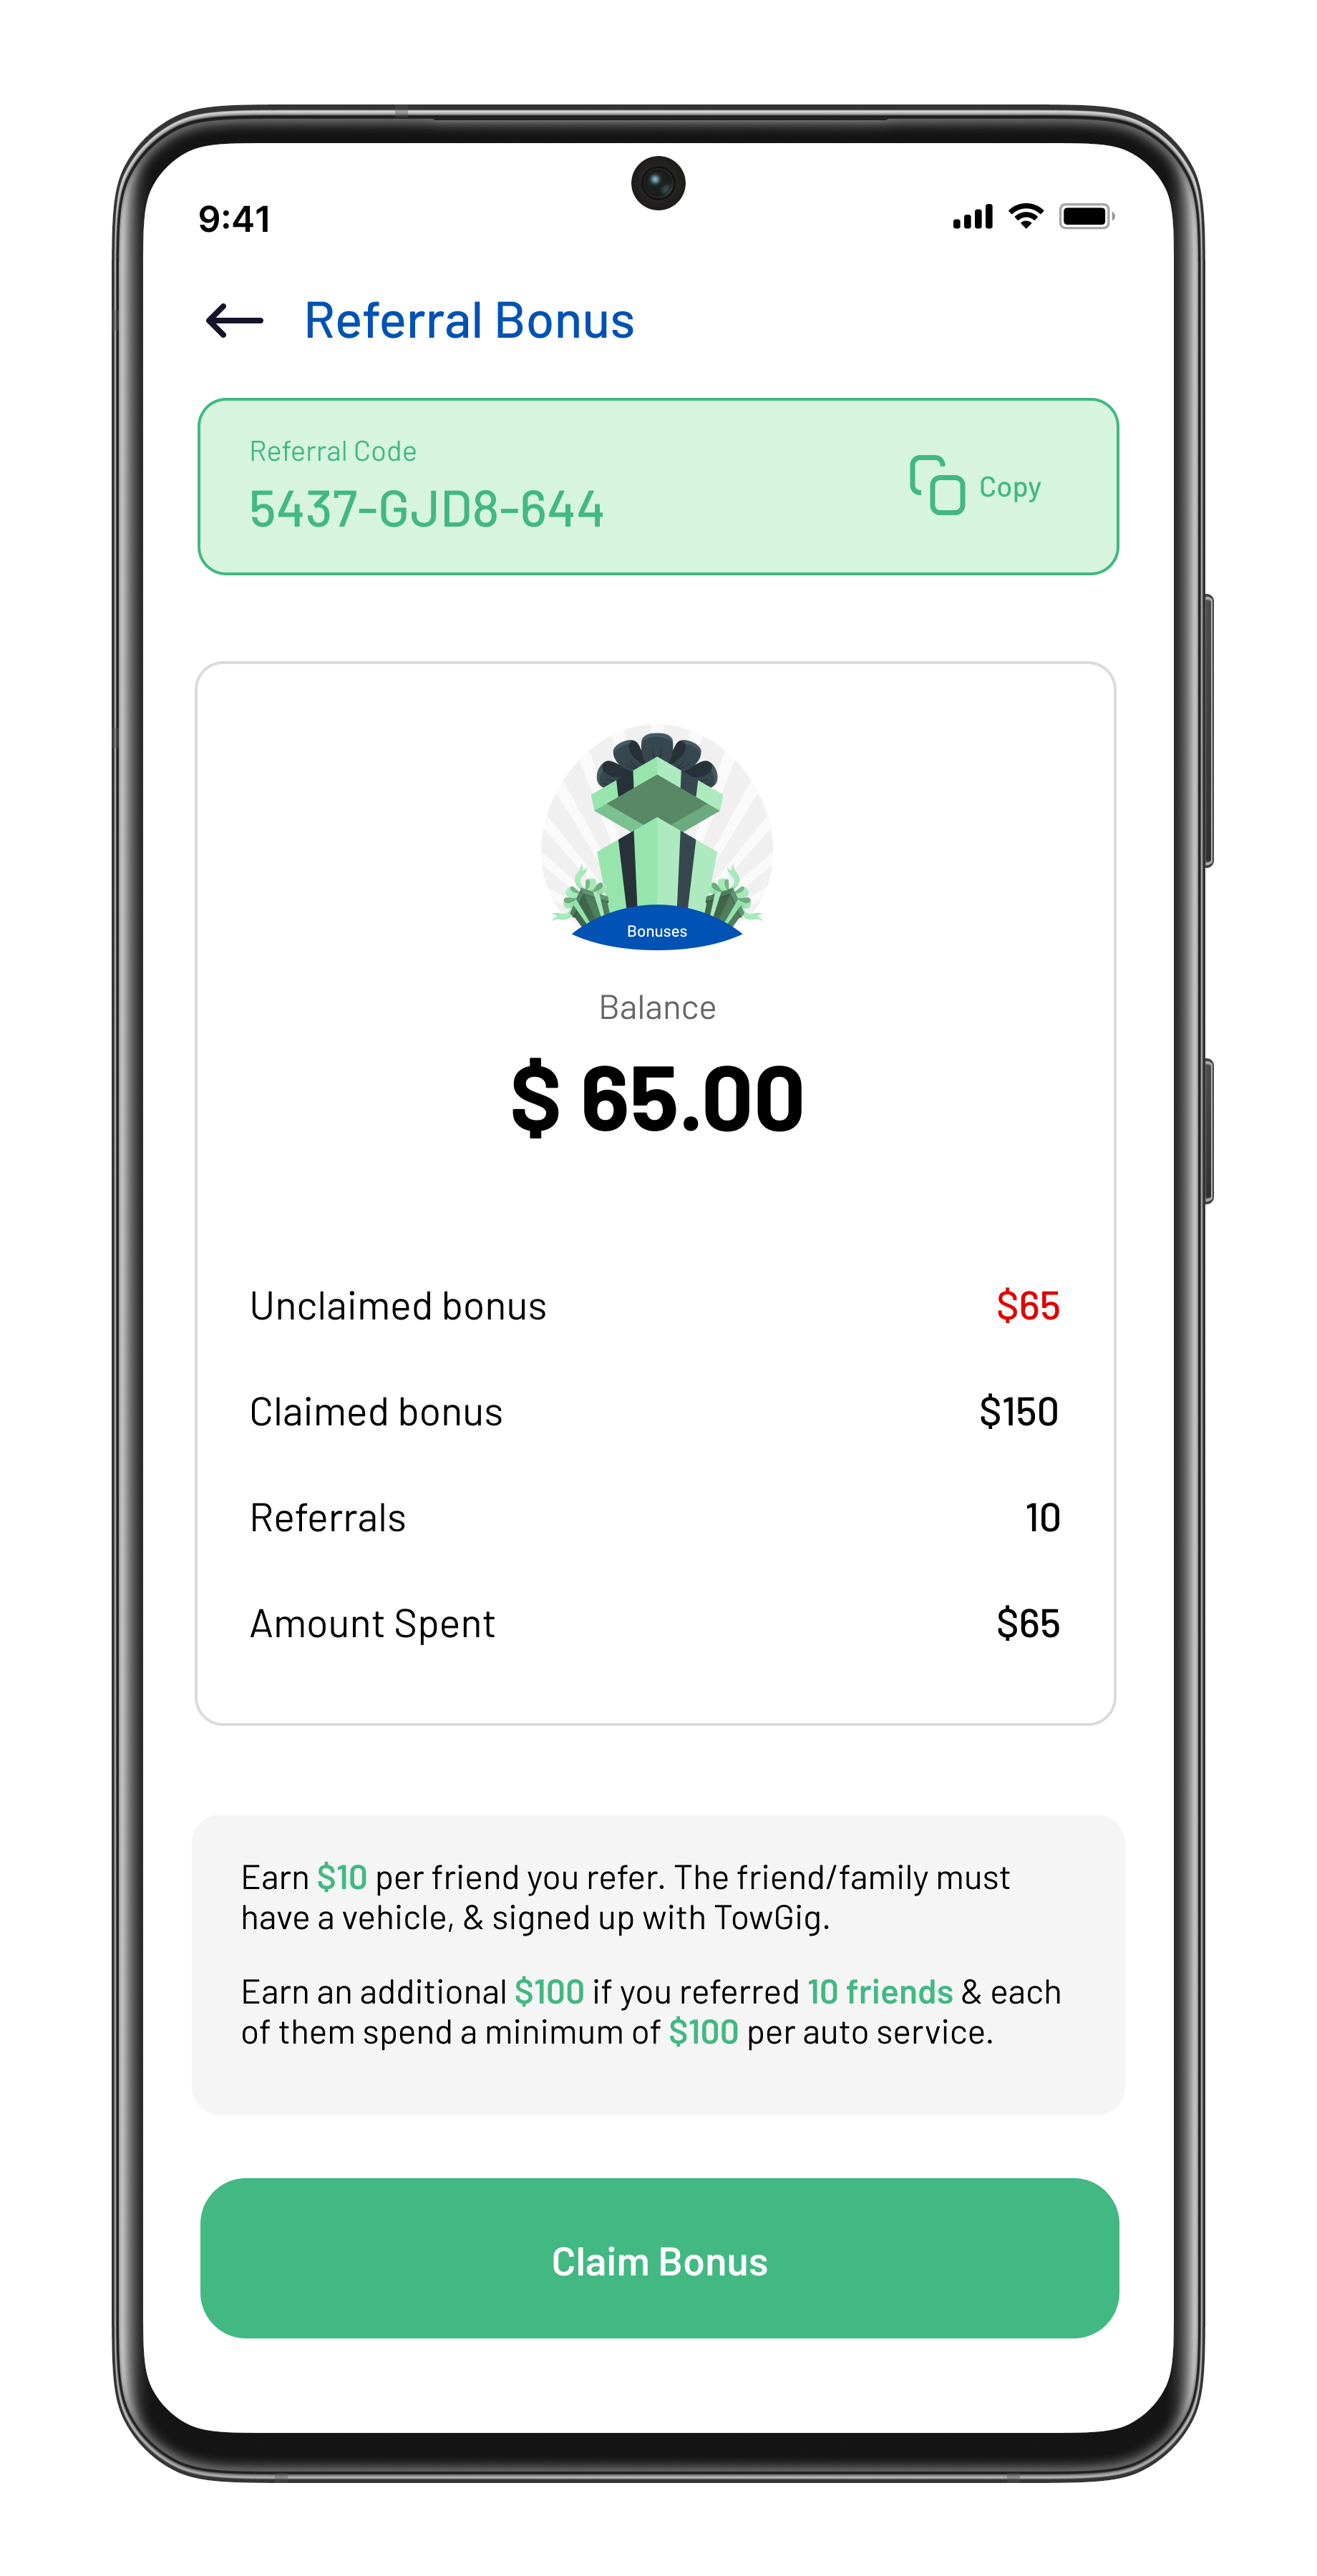 9:41
Referral Bonus
Referral Code
5437-GJD8-644
Copy
Bonuses
Balance
$ 65.00
Unclaimed bonus $65
Claimed bonus $150
Referrals 10
Amount Spent $65
Earn $10 per friend you refer. The friend/family must
have a vehicle, & signed up with TowGig.
Earn an additional $100 if you referred 10 friends & each
of them spend a minimum of $100 per auto service.
Claim Bonus